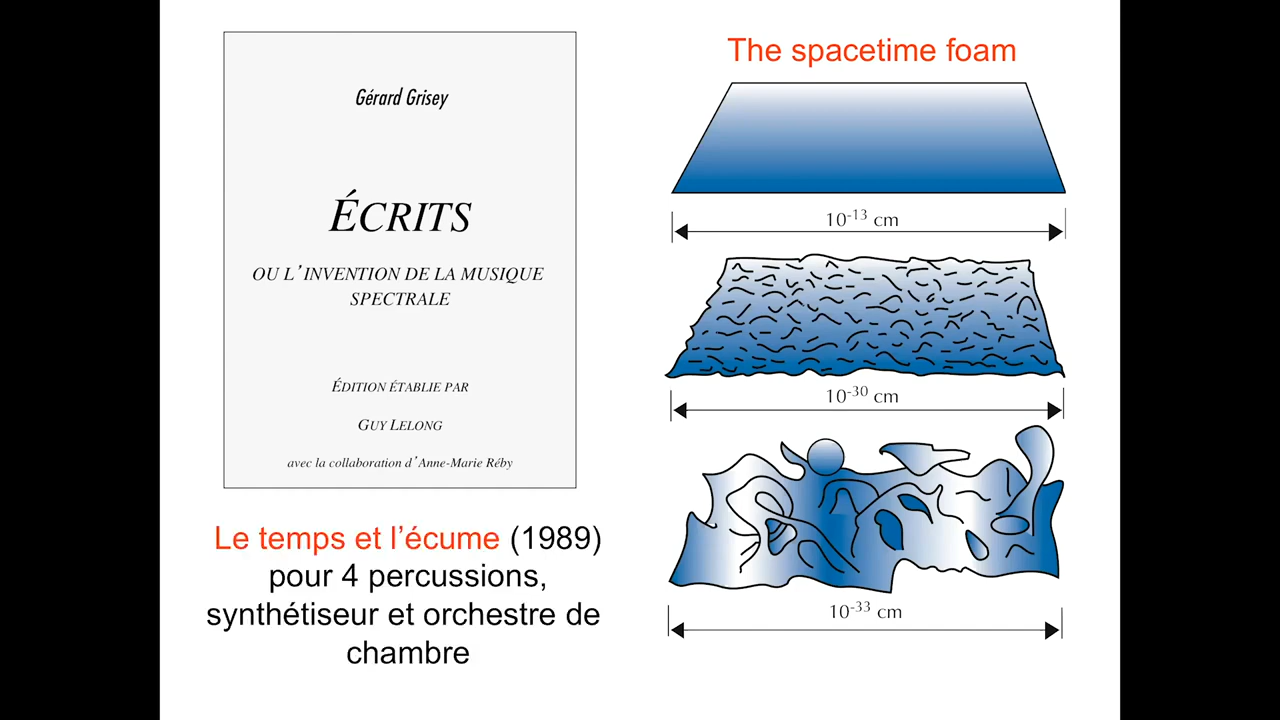 Gérard Grisey
ÉCRITS
OU L'INVENTION DE LA MUSIQUE
SPECTRALE
ÉDITION ÉTABLIE PAR
GUY LELONG
avec la collaboration d'Anne-Marie Réby
Le temps et l'écume (1989)
pour 4 percussions,
synthétiseur et orchestre de
chambre
The spacetime foam
10⁻¹³ cm
10⁻³⁰ cm
10⁻³³ cm